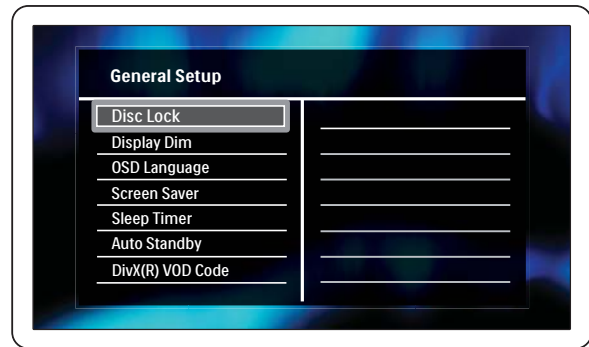 General Setup
Disc Lock
Display Dim
OSD Language
Screen Saver
Sleep Timer
Auto Standby
DivX(R) VOD Code